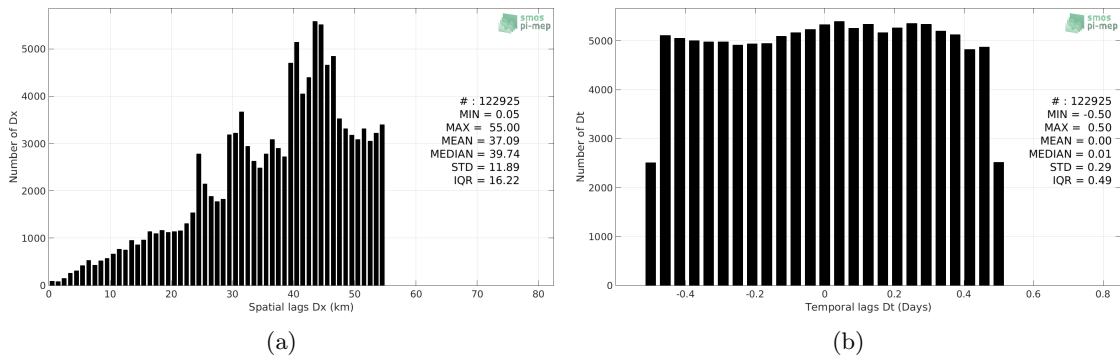 smos
pi-mep
# : 122925
MIN = 0.05
MAX = 55.00
MEAN = 37.09
MEDIAN = 39.74
STD = 11.89
IQR = 16.22
Number of Dx
5000
4000
3000
2000
1000
0
0 10 20 30 40 50 60 70 80
Spatial lags Dx (km)
(a)
smos
pi-mep
# : 122925
MIN = -0.50
MAX = 0.50
MEAN = 0.00
MEDIAN = 0.01
STD = 0.29
IQR = 0.49
Number of Dt
5000
4000
3000
2000
1000
0
-0.4 -0.2 0 0.2 0.4 0.6 0.8
Temporal lags Dt (Days)
(b)